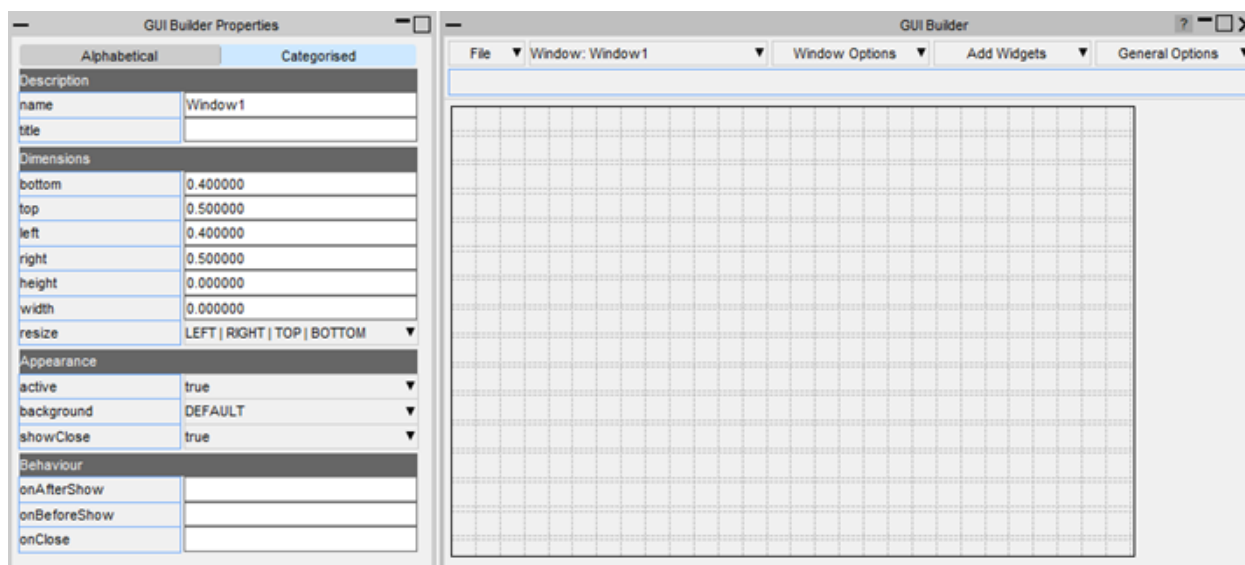 GUI Builder Properties
Alphabetical Categorised
Description
name Window1
title
Dimensions
bottom 0.400000
top 0.500000
left 0.400000
right 0.500000
height 0.000000
width 0.000000
resize LEFT | RIGHT | TOP | BOTTOM
Appearance
active true
background DEFAULT
showClose true
Behaviour
onAfterShow
onBeforeShow
onClose
GUI Builder ?
File Window: Window1 Window Options Add Widgets General Options